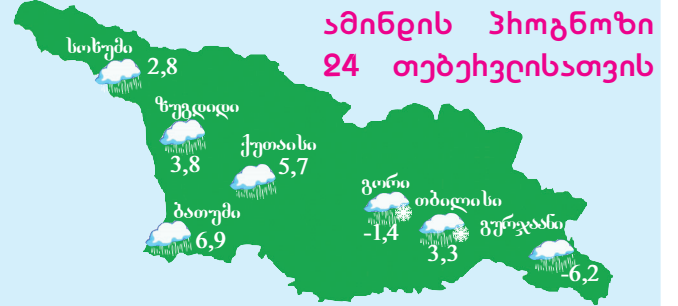 ამინდის პროგნოზი
24 თებერვლისათვის
სოხუმი
2,8
ზუგდიდი
3,8
ქუთაისი
5,7
გორი
-1,4
თბილისი
3,3
გურჯაანი
-6,2
ბათუმი
6,9